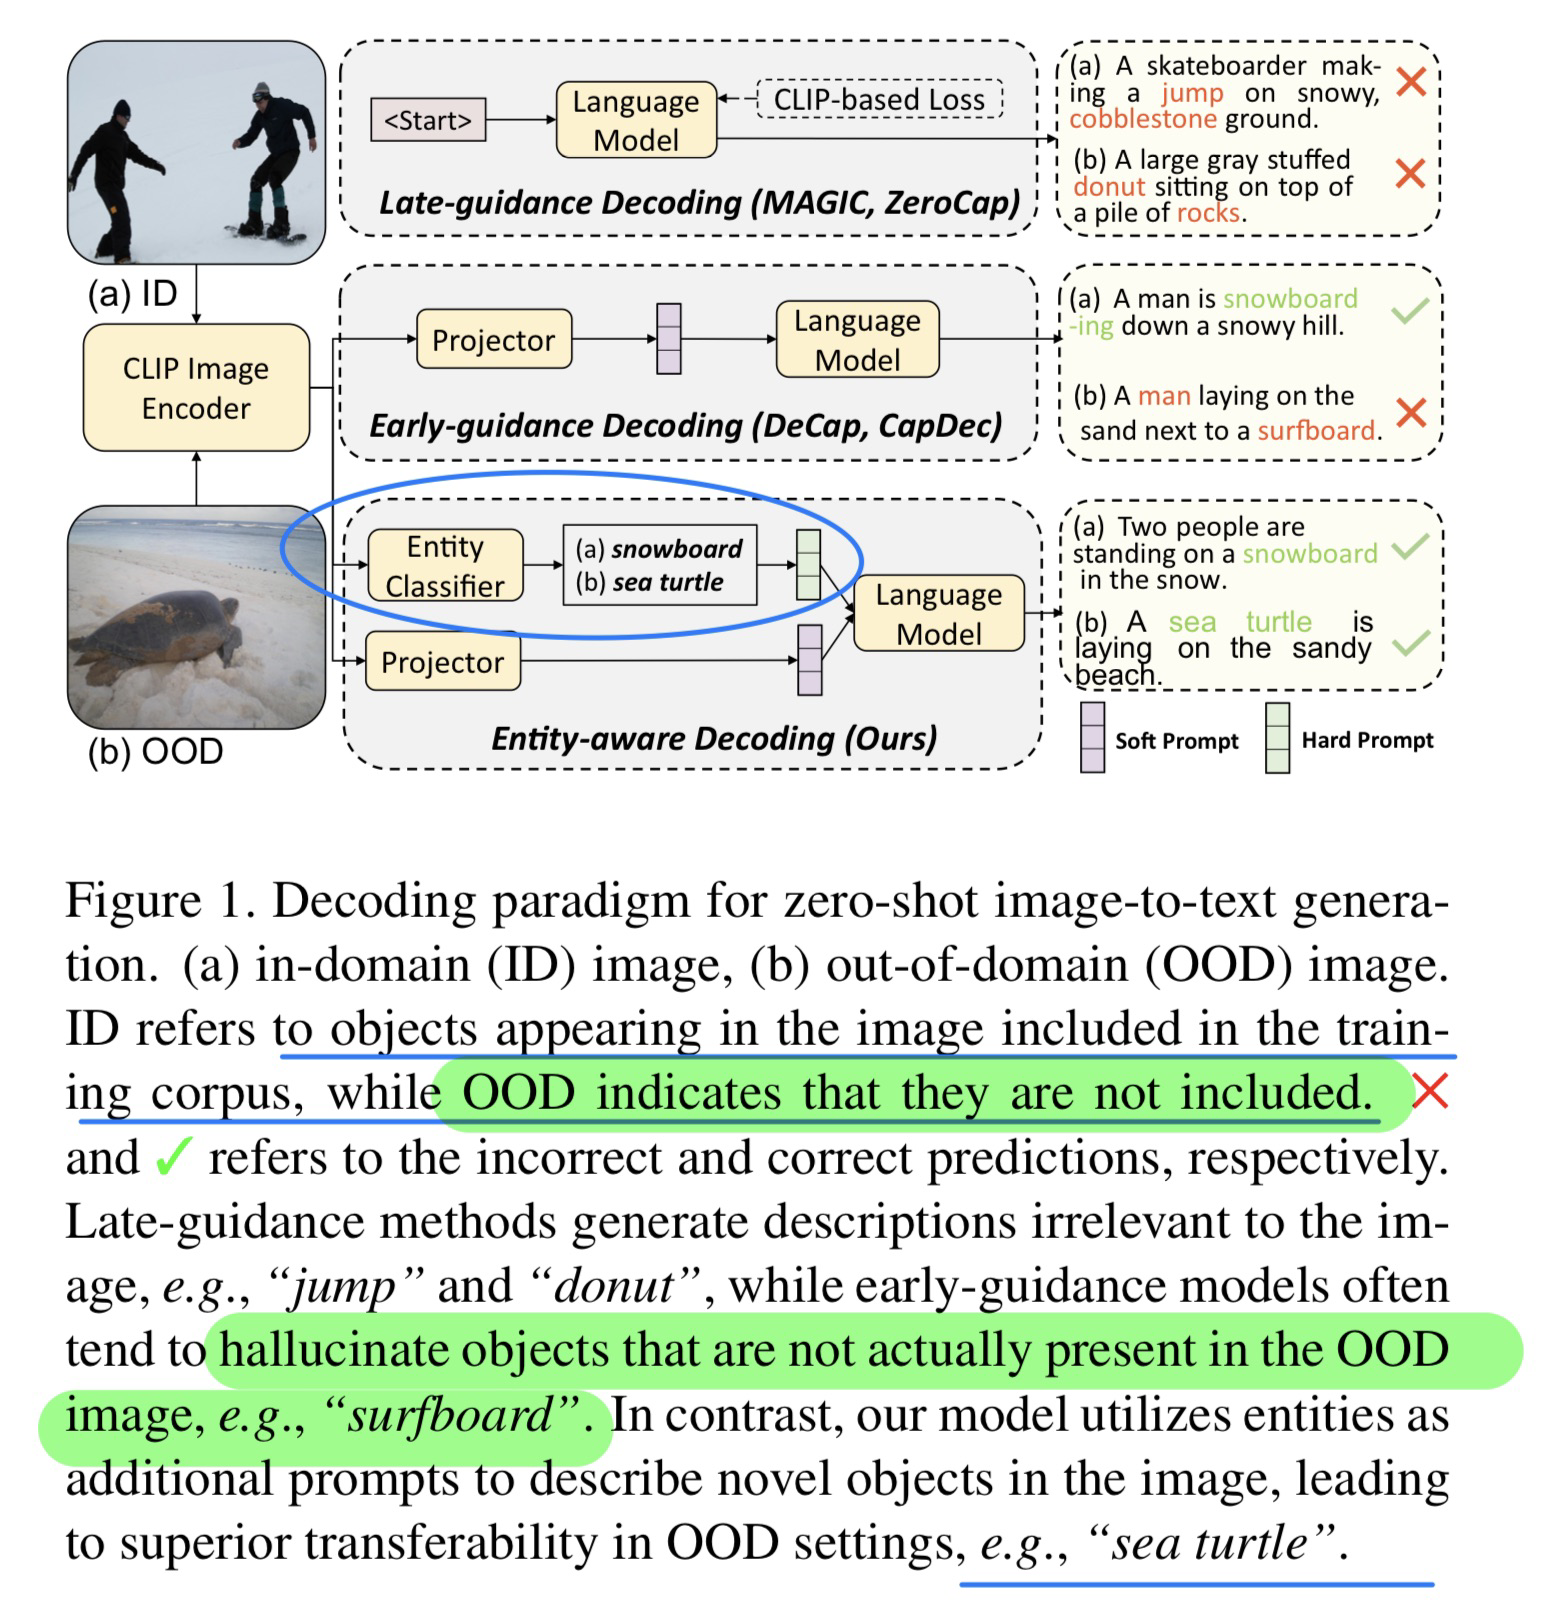 (a) ID
CLIP Image
Encoder
(b) OOD
<Start>
Language
Model
CLIP-based Loss
Late-guidance Decoding (MAGIC, ZeroCap)
(a) A skateboarder mak-
ing a jump on snowy,
cobblestone ground.
(b) A large gray stuffed
donut sitting on top of
a pile of rocks.
Projector
Language
Model
Early-guidance Decoding (DeCap, CapDec)
(a) A man is snowboard
-ing down a snowy hill.
(b) A man laying on the
sand next to a surfboard.
Entity
Classifier
(a) snowboard
(b) sea turtle
Projector
Language
Model
Entity-aware Decoding (Ours)
(a) Two people are
standing on a snowboard
in the snow.
(b) A sea turtle is
laying on the sandy
beach.
Soft Prompt
Hard Prompt
Figure 1. Decoding paradigm for zero-shot image-to-text genera-
tion. (a) in-domain (ID) image, (b) out-of-domain (OOD) image.
ID refers to objects appearing in the image included in the train-
ing corpus, while OOD indicates that they are not included. ✕
and ✓ refers to the incorrect and correct predictions, respectively.
Late-guidance methods generate descriptions irrelevant to the im-
age, e.g., “jump” and “donut”, while early-guidance models often
tend to hallucinate objects that are not actually present in the OOD
image, e.g., “surfboard”. In contrast, our model utilizes entities as
additional prompts to describe novel objects in the image, leading
to superior transferability in OOD settings, e.g., “sea turtle”.